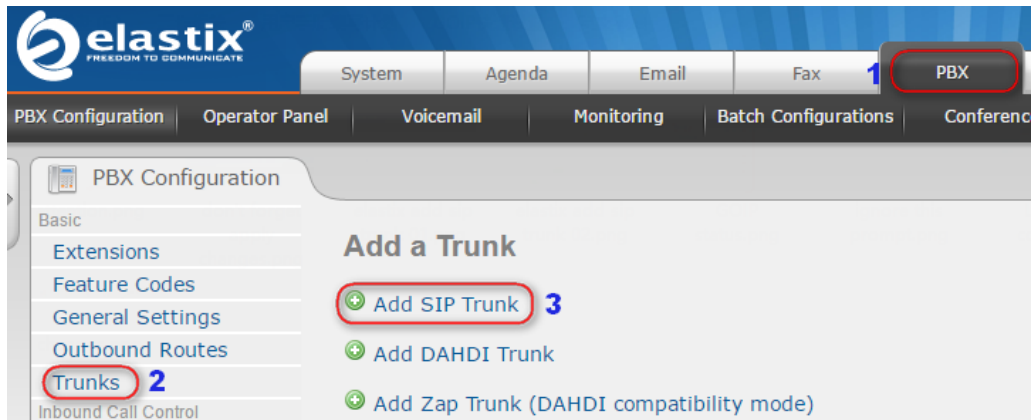 elastix®
FREEDOM TO COMMUNICATE
System Agenda Email Fax 1 PBX
PBX Configuration Operator Panel Voicemail Monitoring Batch Configurations Conferenc
PBX Configuration
Basic
Extensions
Feature Codes
General Settings
Outbound Routes
Trunks 2
Inbound Call Control
Add a Trunk
Add SIP Trunk 3
Add DAHDI Trunk
Add Zap Trunk (DAHDI compatibility mode)